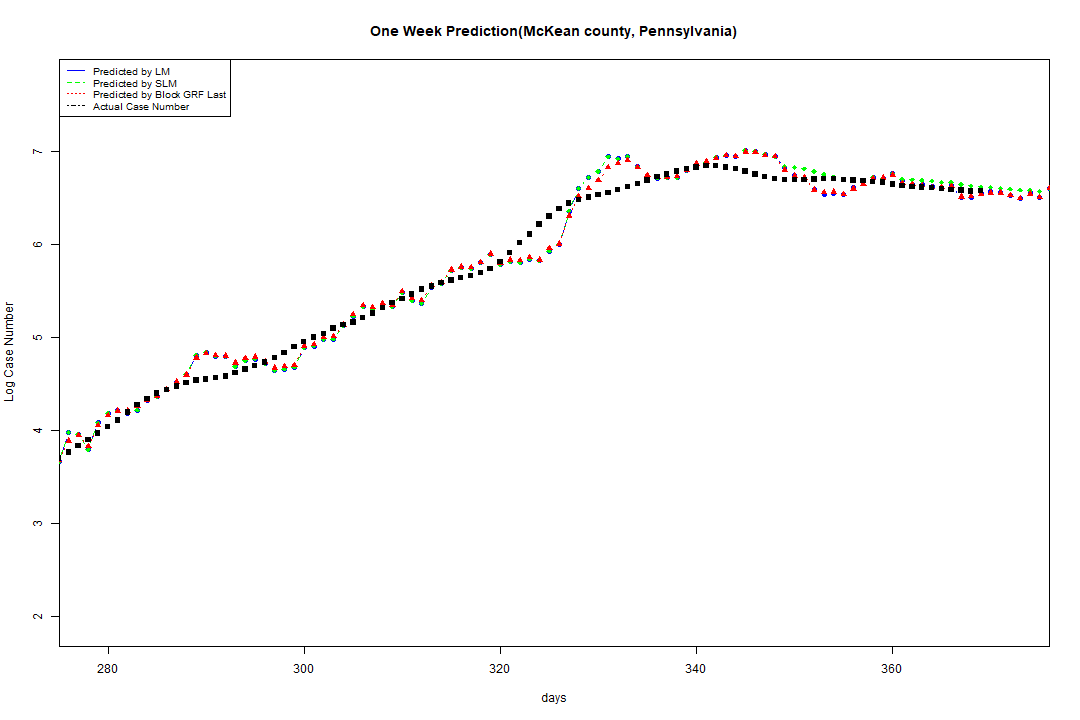 One Week Prediction(McKean county, Pennsylvania)
Predicted by LM
Predicted by SLM
Predicted by Block GRF Last
Actual Case Number
Log Case Number
7
6
5
4
3
2
280 300 320 340 360
days